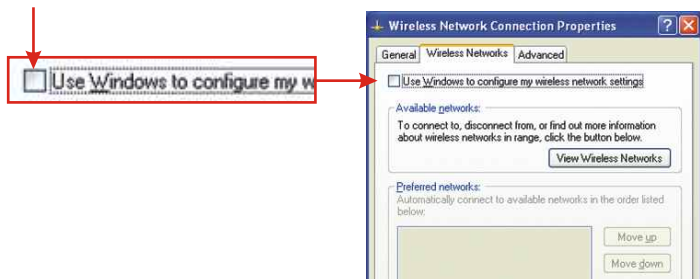 Use Windows to configure my w
Wireless Network Connection Properties
General Wireless Networks Advanced
Use Windows to configure my wireless network settings
Available networks:
To connect to, disconnect from, or find out more information
about wireless networks in range, click the button below.
View Wireless Networks
Preferred networks:
Automatically connect to available networks in the order listed
below:
Move up
Move down